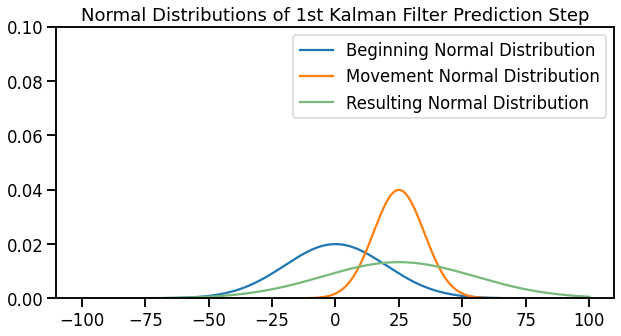 Normal Distributions of 1st Kalman Filter Prediction Step
0.10
Beginning Normal Distribution
Movement Normal Distribution
0.08
Resulting Normal Distribution
0.06
0.04
0.02
0.00
−100 −75 −50 −25 0 25 50 75 100